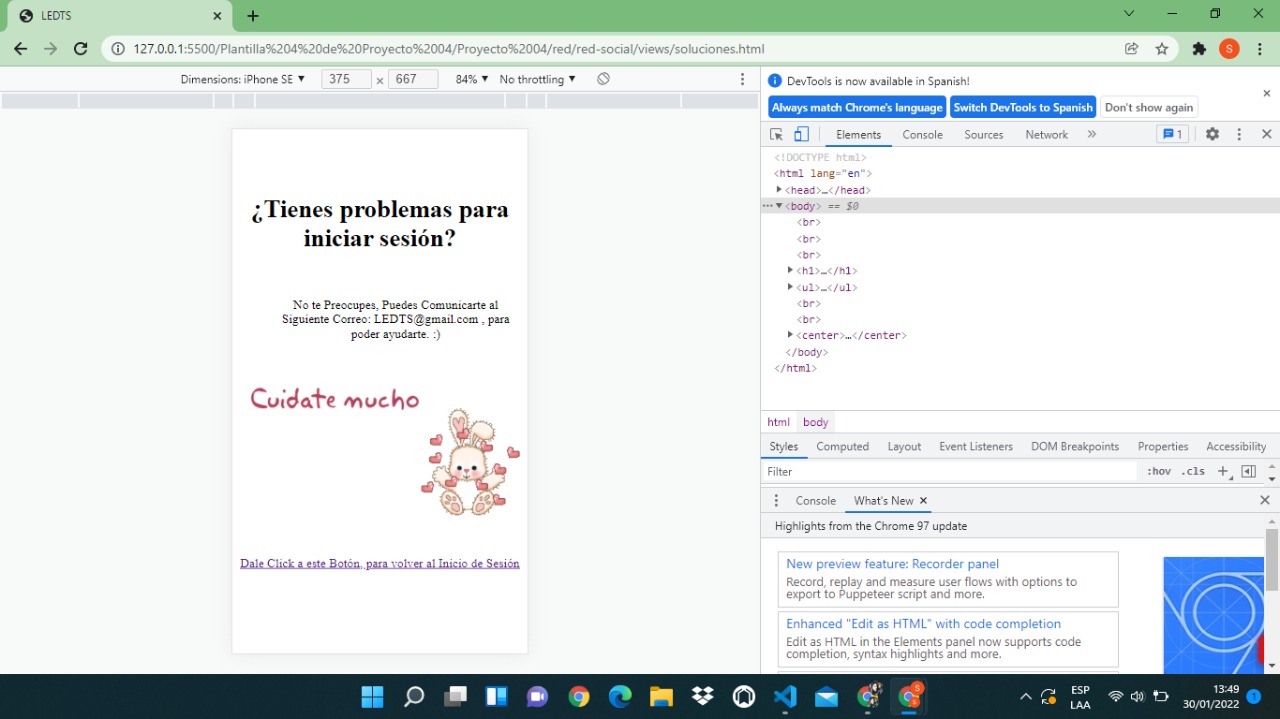 LEDTS
127.0.0.1:5500/Plantilla%204%20de%20Proyecto%2004/Proyecto%2004/red/red-social/views/soluciones.html
S
Dimensions: iPhone SE ▼ 375 × 667 84% ▼ No throttling ▼
¿Tienes problemas para
iniciar sesión?
No te Preocupes, Puedes Comunicarte al
Siguiente Correo: LEDTS@gmail.com , para
poder ayudarte. :)
Cuidate mucho
Dale Click a este Botón, para volver al Inicio de Sesión
DevTools is now available in Spanish!
Always match Chrome's language Switch DevTools to Spanish Don't show again
Elements Console Sources Network » 1
<!DOCTYPE html>
<html lang="en">
<head>…</head>
<body> == $0
<br>
<br>
<br>
<h1>…</h1>
<ul>…</ul>
<br>
<br>
<center>…</center>
</body>
</html>
html body
Styles Computed Layout Event Listeners DOM Breakpoints Properties Accessibility
Filter :hov .cls +
Console What's New ×
Highlights from the Chrome 97 update
New preview feature: Recorder panel
Record, replay and measure user flows with options to
export to Puppeteer script and more.
Enhanced "Edit as HTML" with code completion
Edit as HTML in the Elements panel now supports code
completion, syntax highlights and more.
ESP
LAA
13:49
30/01/2022
1